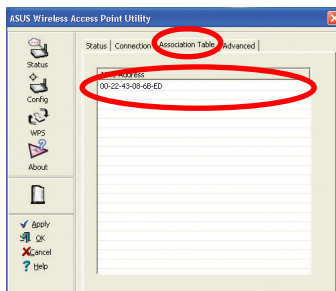 ASUS Wireless Access Point Utility
Status
Config
WPS
About
Apply
OK
Cancel
Help
Status Connection Association Table Advanced
Address
00-22-43-08-6B-ED